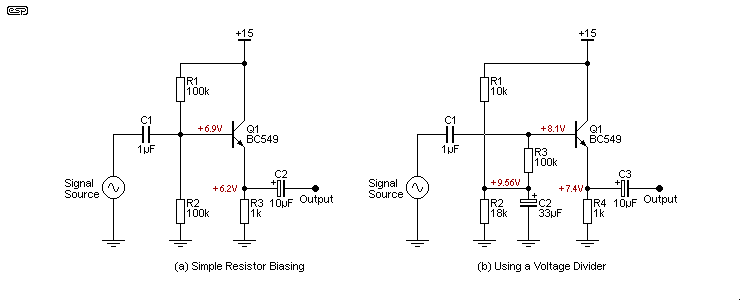 esp
+15
R1
100k
C1
1µF
+6.9V
Q1
BC549
Signal
Source
+6.2V
C2
+
10µF
Output
R2
100k
R3
1k
(a) Simple Resistor Biasing
+15
R1
10k
C1
1µF
+8.1V
Q1
BC549
R3
100k
Signal
Source
+9.56V
+7.4V
C3
+
10µF
Output
R2
18k
+
C2
33µF
R4
1k
(b) Using a Voltage Divider